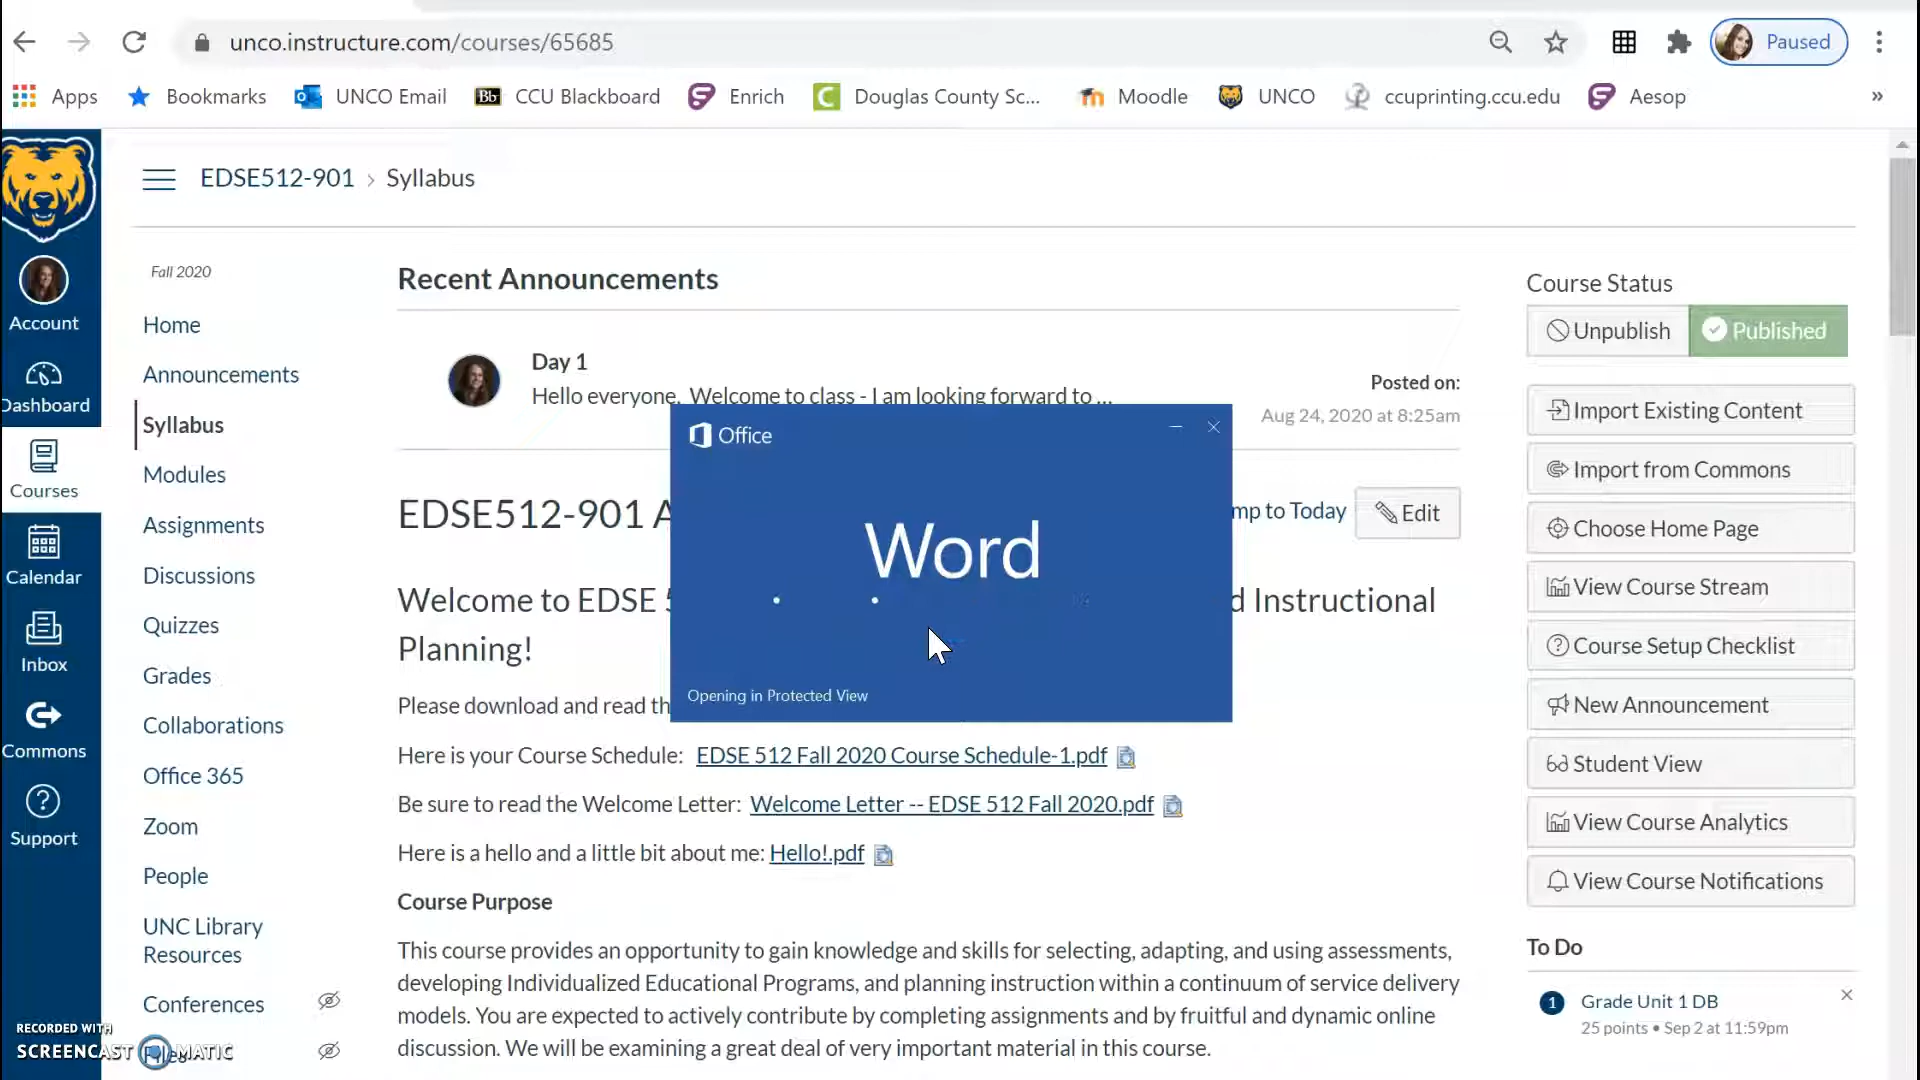 unco.instructure.com/courses/65685
Paused
Apps
Bookmarks
UNCO Email
Bb
CCU Blackboard
Enrich
Douglas County Sc...
Moodle
UNCO
ccuprinting.ccu.edu
Aesop
»
EDSE512-901 › Syllabus
Account
Dashboard
Courses
Calendar
Inbox
Commons
Support
Fall 2020
Home
Announcements
Syllabus
Modules
Assignments
Discussions
Quizzes
Grades
Collaborations
Office 365
Zoom
People
UNC Library
Resources
Conferences
RECORDED WITH
SCREENCAST MATIC
Recent Announcements
Day 1
Hello everyone, Welcome to class - I am looking forward to ...
Posted on:
Aug 24, 2020 at 8:25am
EDSE512-901
mp to Today
Edit
Welcome to EDSE
d Instructional
Planning!
Please download and read
Office
Word
Opening in Protected View
Here is your Course Schedule: EDSE 512 Fall 2020 Course Schedule-1.pdf
Be sure to read the Welcome Letter: Welcome Letter -- EDSE 512 Fall 2020.pdf
Here is a hello and a little bit about me: Hello!.pdf
Course Purpose
This course provides an opportunity to gain knowledge and skills for selecting, adapting, and using assessments,
developing Individualized Educational Programs, and planning instruction within a continuum of service delivery
models. You are expected to actively contribute by completing assignments and by fruitful and dynamic online
discussion. We will be examining a great deal of very important material in this course.
Course Status
Unpublish
Published
Import Existing Content
Import from Commons
Choose Home Page
View Course Stream
Course Setup Checklist
New Announcement
Student View
View Course Analytics
View Course Notifications
To Do
1
Grade Unit 1 DB
25 points • Sep 2 at 11:59pm